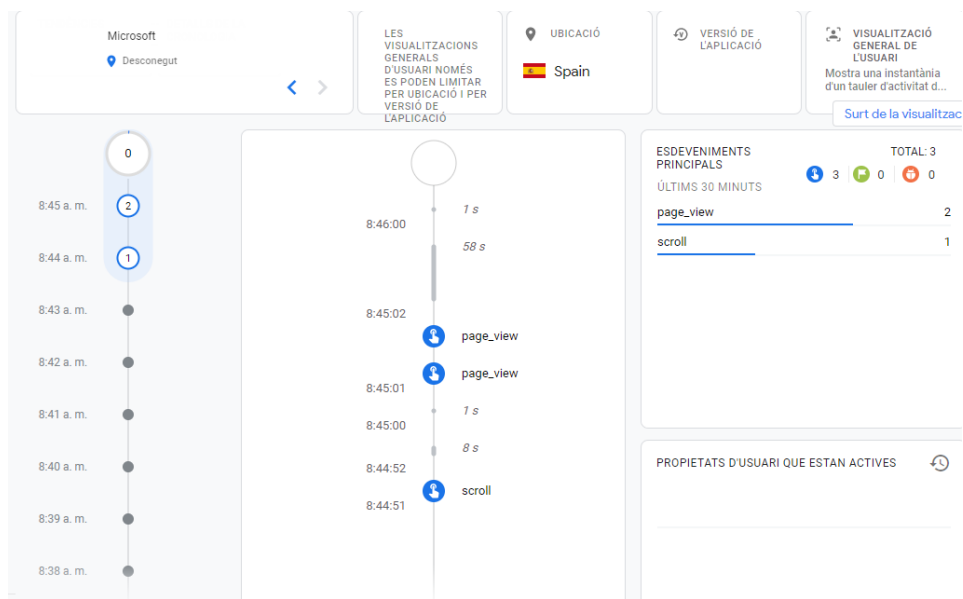 Microsoft
Desconegut
LES
VISUALITZACIONS
GENERALS
D'USUARI NOMÉS
ES PODEN LIMITAR
PER UBICACIÓ I PER
VERSIÓ DE
L'APLICACIÓ
UBICACIÓ
Spain
VERSIÓ DE
L'APLICACIÓ
VISUALITZACIÓ
GENERAL DE
L'USUARI
Mostra una instantània
d'un tauler d'activitat d...
Surt de la visualitzac
0
8:45 a. m.
2
8:44 a. m.
1
8:43 a. m.
8:42 a. m.
8:41 a. m.
8:40 a. m.
8:39 a. m.
8:38 a. m.
1 s
8:46:00
58 s
8:45:02
page_view
page_view
8:45:01
1 s
8:45:00
8 s
8:44:52
scroll
8:44:51
ESDEVENIMENTS
PRINCIPALS
TOTAL: 3
3 0 0
ÚLTIMS 30 MINUTS
page_view 2
scroll 1
PROPIETATS D'USUARI QUE ESTAN ACTIVES